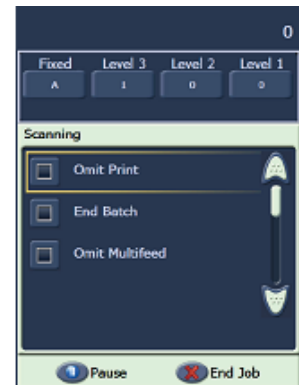 0
Fixed Level 3 Level 2 Level 1
A 1 0 0
Scanning
Omit Print
End Batch
Omit Multifeed
Pause End Job